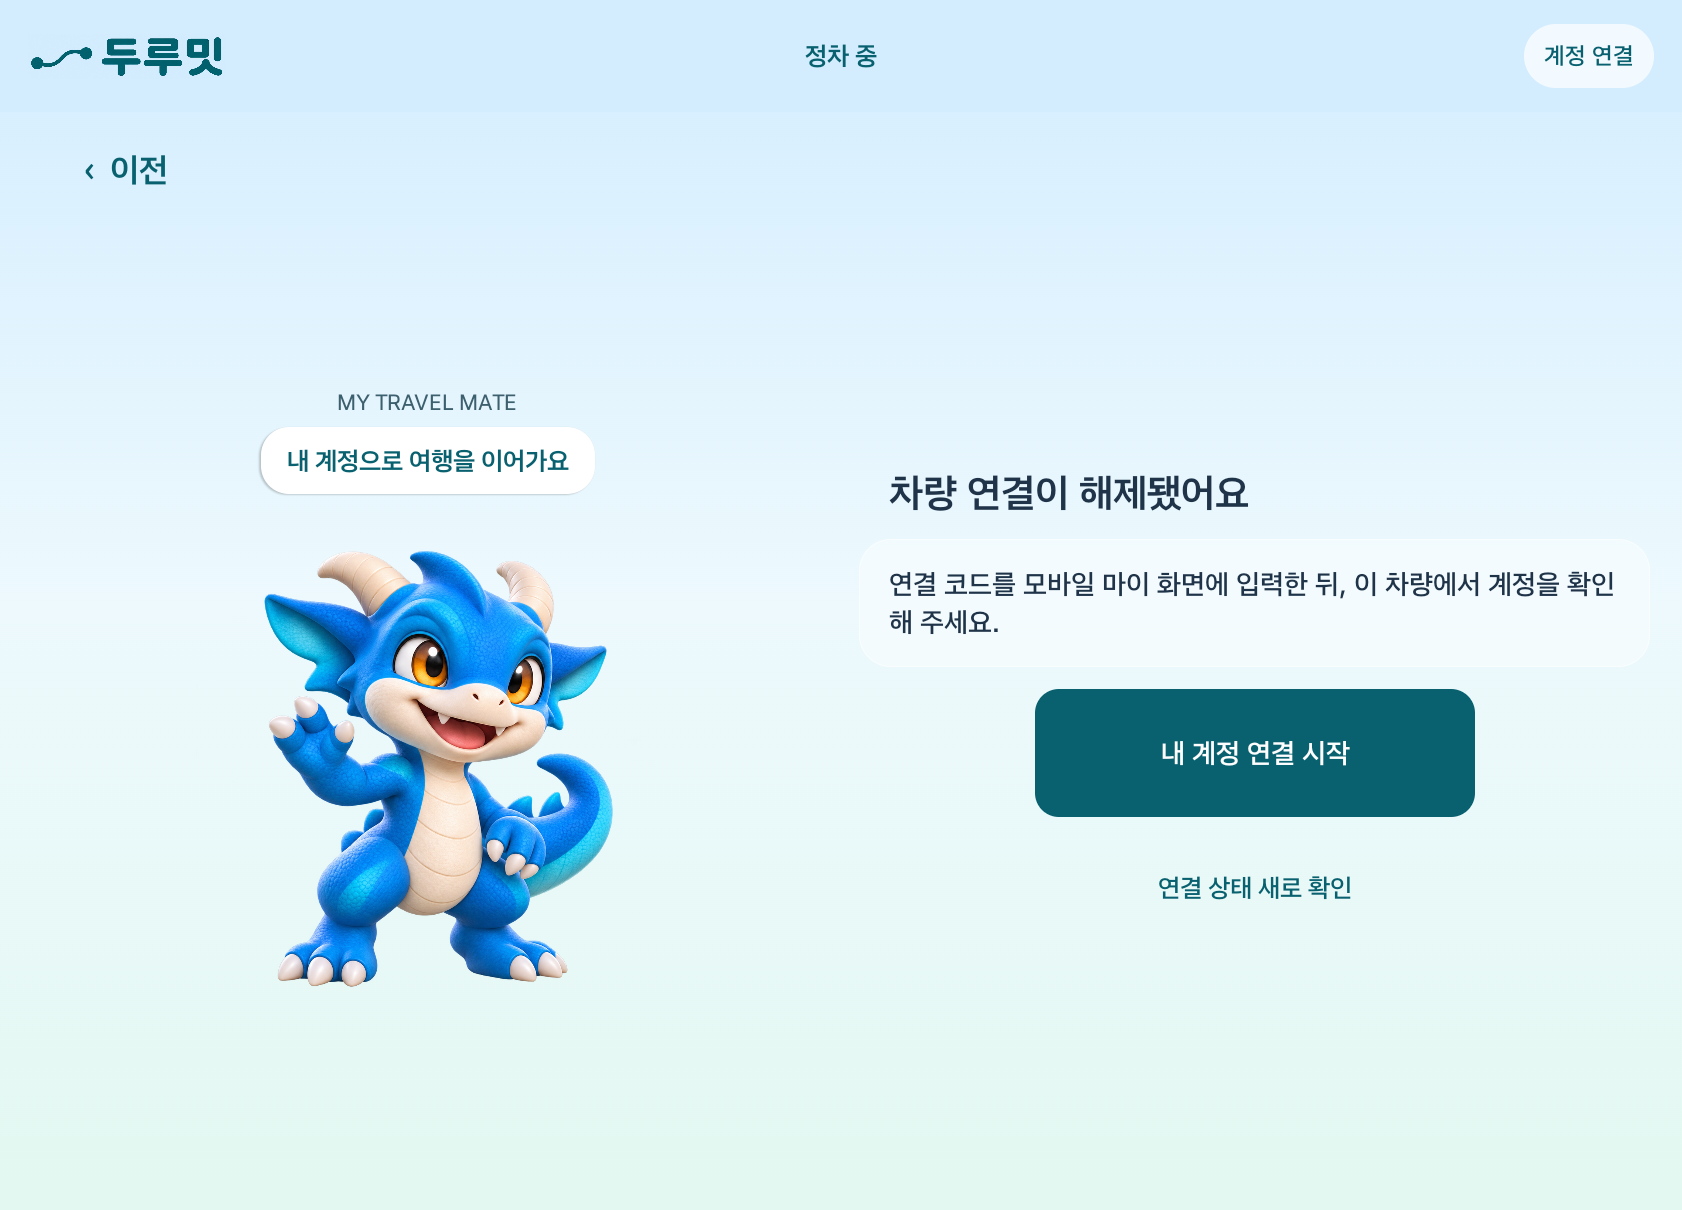 두루밋
정차 중
계정 연결
‹ 이전
MY TRAVEL MATE
내 계정으로 여행을 이어가요
차량 연결이 해제됐어요
연결 코드를 모바일 마이 화면에 입력한 뒤, 이 차량에서 계정을 확인
해 주세요.
내 계정 연결 시작
연결 상태 새로 확인